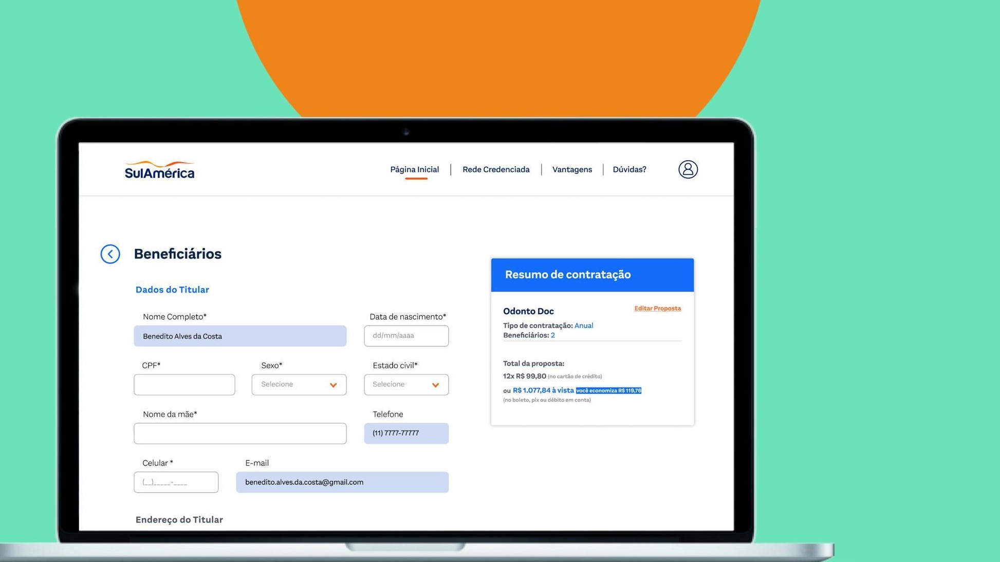 SulAmérica
Página Inicial
Rede Credenciada
Vantagens
Dúvidas?
Beneficiários
Dados do Titular
Nome Completo*
Data de nascimento*
Benedito Alves da Costa
dd/mm/aaaa
CPF*
Sexo*
Estado civil*
Selecione
Selecione
Nome da mãe*
Telefone
(11) 7777-77777
Celular *
E-mail
(__)_____-____
benedito.alves.da.costa@gmail.com
Endereço do Titular
Resumo de contratação
Odonto Doc
Editar Proposta
Tipo de contratação: Anual
Beneficiários: 2
Total da proposta:
12x R$ 99,80 (no cartão de crédito)
ou R$ 1.077,84 à vista você economiza R$ 119,76
(no boleto, pix ou débito em conta)